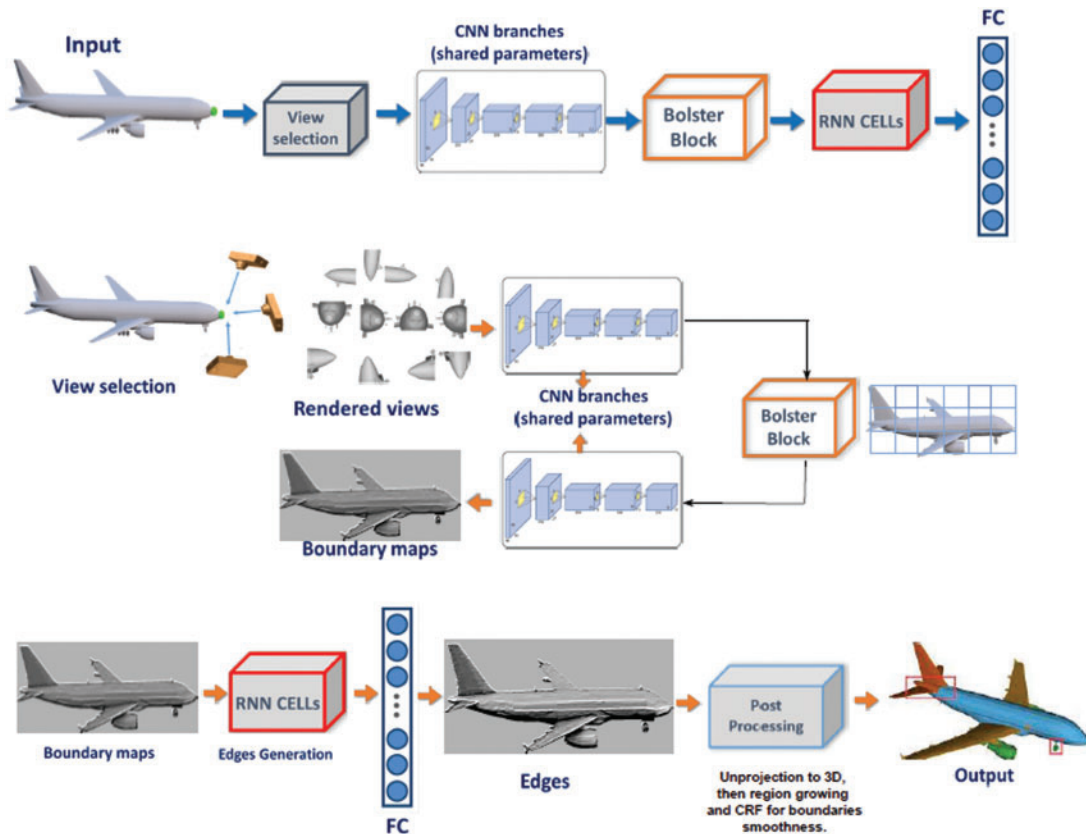 Input
View
selection
CNN branches
(shared parameters)
Bolster
Block
RNN CELLs
FC
View selection
Rendered views
CNN branches
(shared parameters)
Bolster
Block
Boundary maps
Boundary maps
RNN CELLs
Edges Generation
FC
Edges
Post
Processing
Unprojection to 3D,
then region growing
and CRF for boundaries
smoothness.
Output